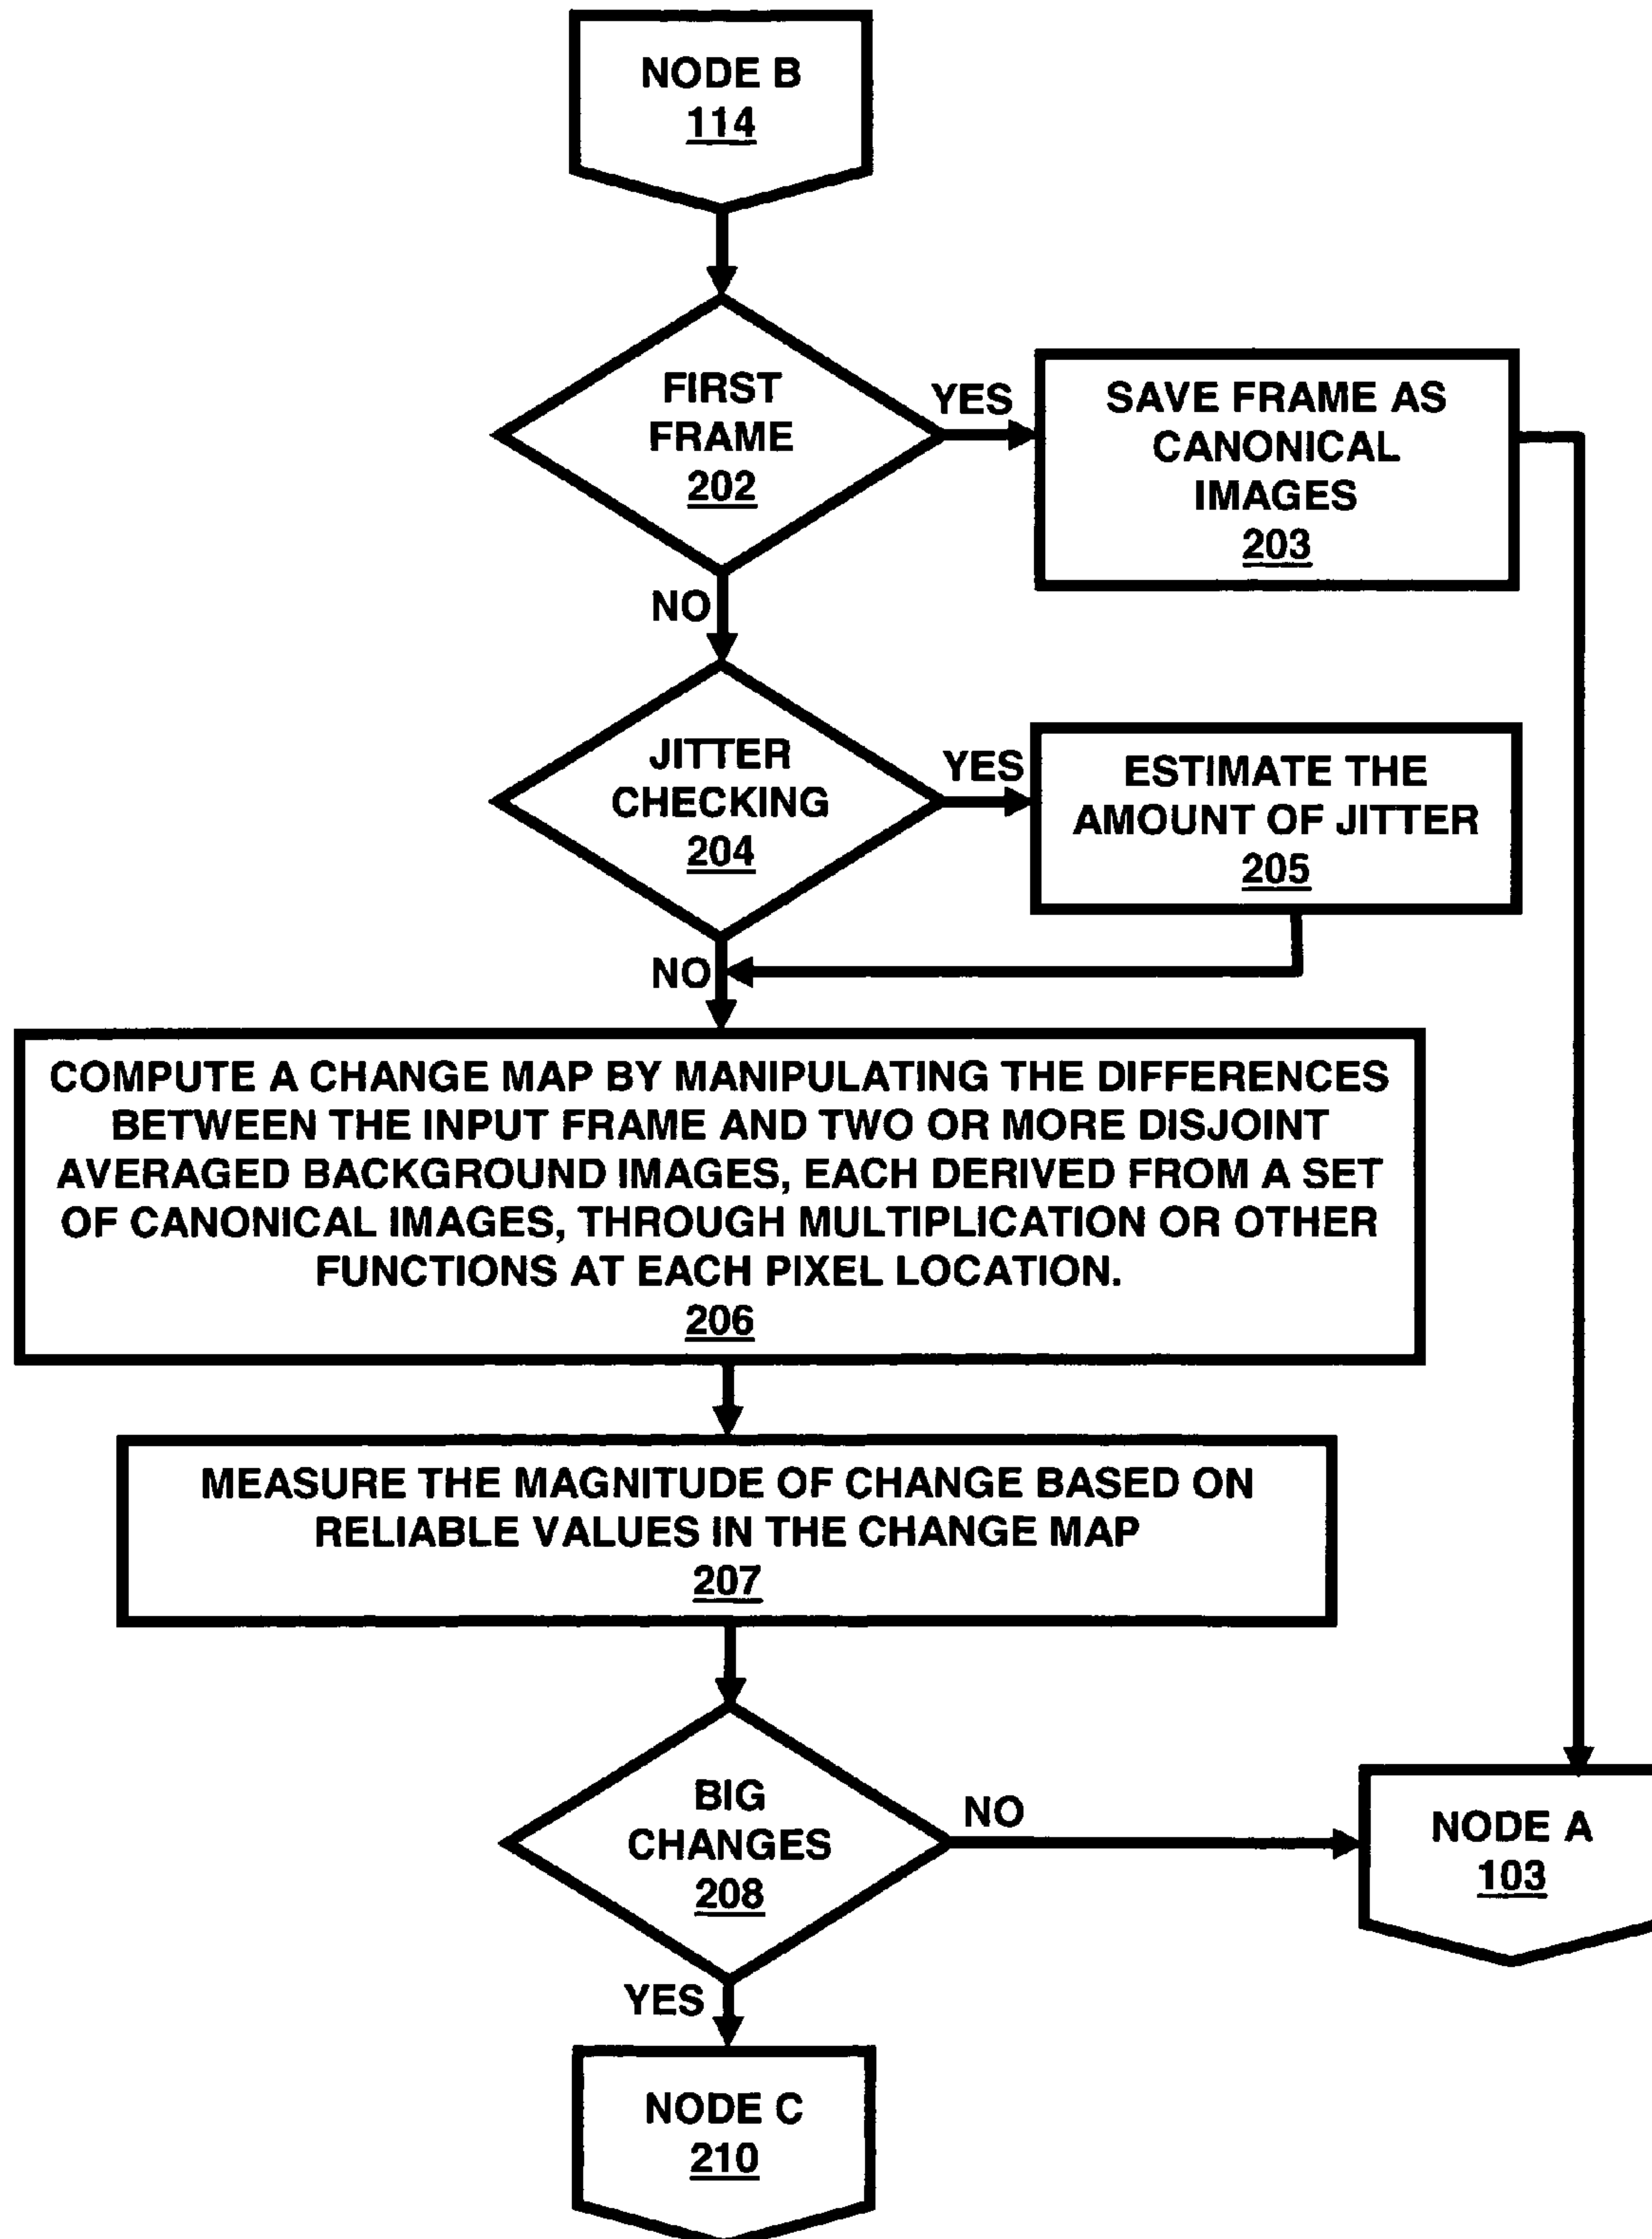 NODE B
114
FIRST
FRAME
202
YES
SAVE FRAME AS
CANONICAL
IMAGES
203
NO
JITTER
CHECKING
204
YES
ESTIMATE THE
AMOUNT OF JITTER
205
NO
COMPUTE A CHANGE MAP BY MANIPULATING THE DIFFERENCES
BETWEEN THE INPUT FRAME AND TWO OR MORE DISJOINT
AVERAGED BACKGROUND IMAGES, EACH DERIVED FROM A SET
OF CANONICAL IMAGES, THROUGH MULTIPLICATION OR OTHER
FUNCTIONS AT EACH PIXEL LOCATION.
206
MEASURE THE MAGNITUDE OF CHANGE BASED ON
RELIABLE VALUES IN THE CHANGE MAP
207
BIG
CHANGES
208
NO
NODE A
103
YES
NODE C
210